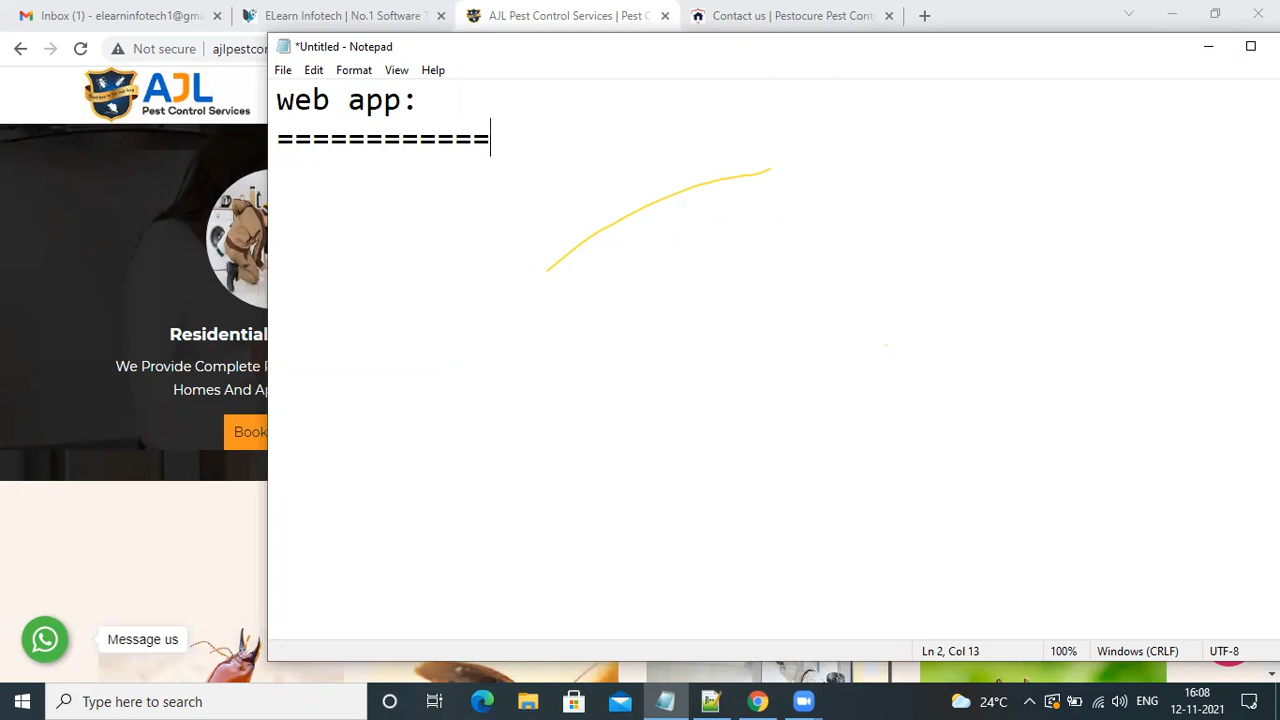 Inbox (1) - elearninfotech1@gma
ELearn Infotech | No.1 Software T
AJL Pest Control Services | Pest C
Contact us | Pestocure Pest Cont
Not secure
ajlpestcon
*Untitled - Notepad
File Edit Format View Help
AJL
Pest Control Services
web app:
============
Residential
We Provide Complete
Homes And
Book
Message us
Ln 2, Col 13
100%
Windows (CRLF)
UTF-8
Type here to search
24°C
ENG
16:08
12-11-2021